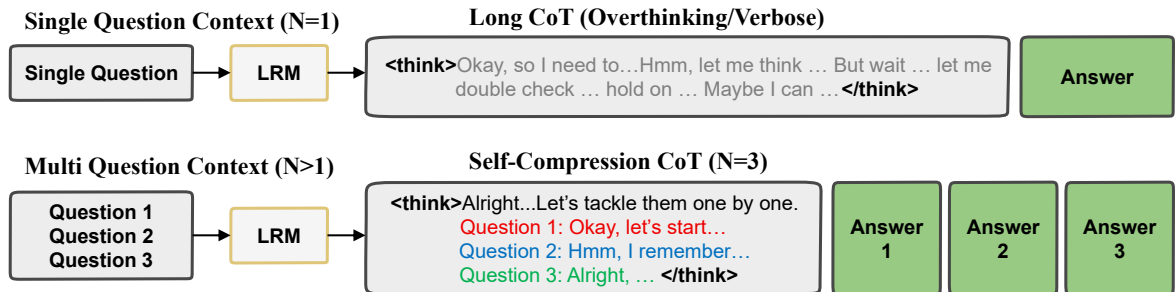 Single Question Context (N=1)
Long CoT (Overthinking/Verbose)
Single Question
LRM
<think>Okay, so I need to…Hmm, let me think … But wait … let me
double check … hold on … Maybe I can …</think>
Answer
Multi Question Context (N>1)
Self-Compression CoT (N=3)
Question 1
Question 2
Question 3
LRM
<think>Alright...Let's tackle them one by one.
Question 1: Okay, let's start…
Question 2: Hmm, I remember…
Question 3: Alright, … </think>
Answer
1
Answer
2
Answer
3